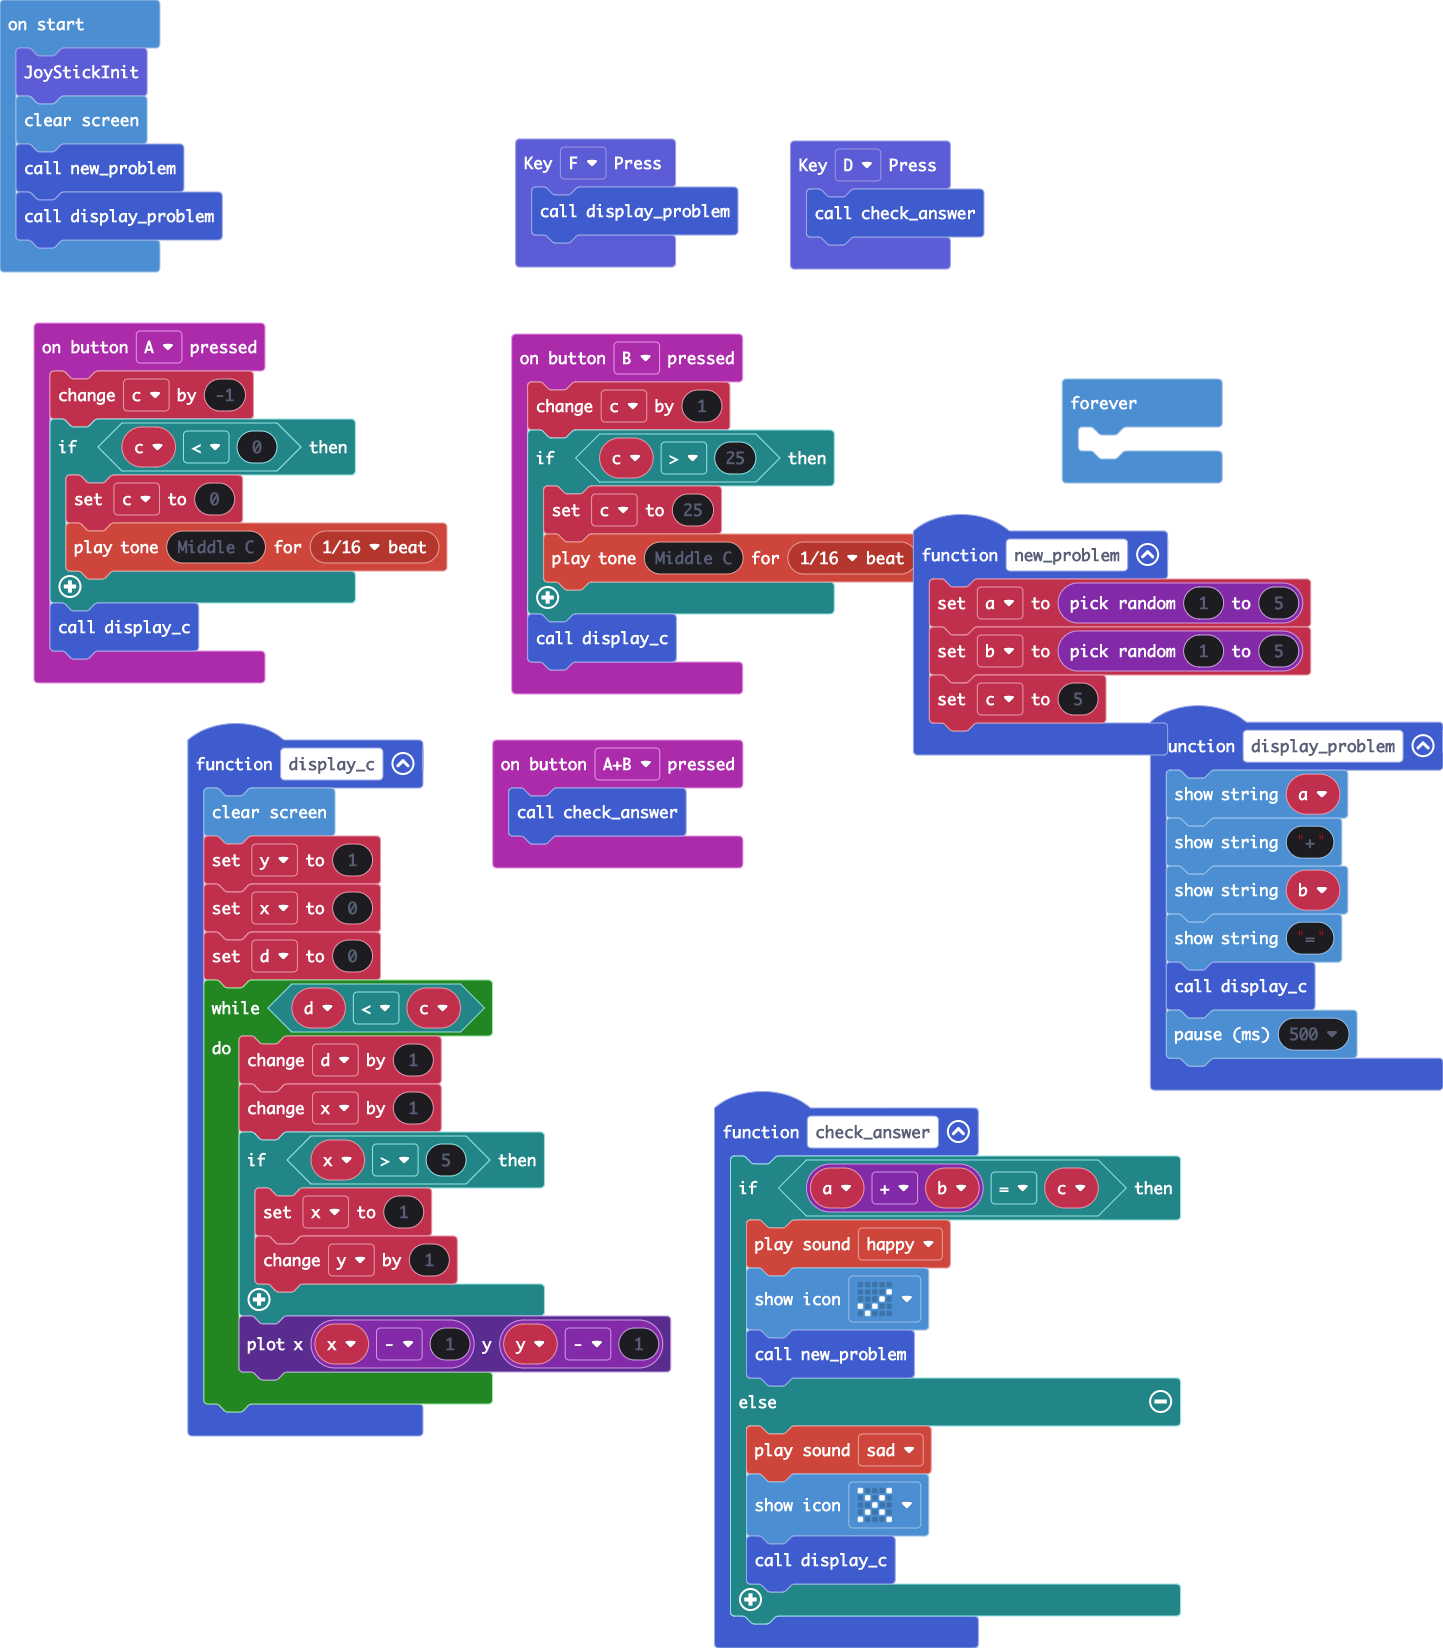 on start
JoyStickInit
clear screen
call new_problem
call display_problem
Key F Press
call display_problem
Key D Press
call check_answer
on button A pressed
change c by -1
if c < 0 then
set c to 0
play tone Middle C for 1/16 beat
call display_c
on button B pressed
change c by 1
if c > 25 then
set c to 25
play tone Middle C for 1/16 beat
call display_c
forever
function new_problem
set a to pick random 1 to 5
set b to pick random 1 to 5
set c to 5
function display_c
clear screen
set y to 1
set x to 0
set d to 0
while d < c
do
change d by 1
change x by 1
if x > 5 then
set x to 1
change y by 1
plot x x - 1 y y - 1
on button A+B pressed
call check_answer
unction display_problem
show string a
show string "+"
show string b
show string "="
call display_c
pause (ms) 500
function check_answer
if a + b = c then
play sound happy
show icon
call new_problem
else
play sound sad
show icon
call display_c